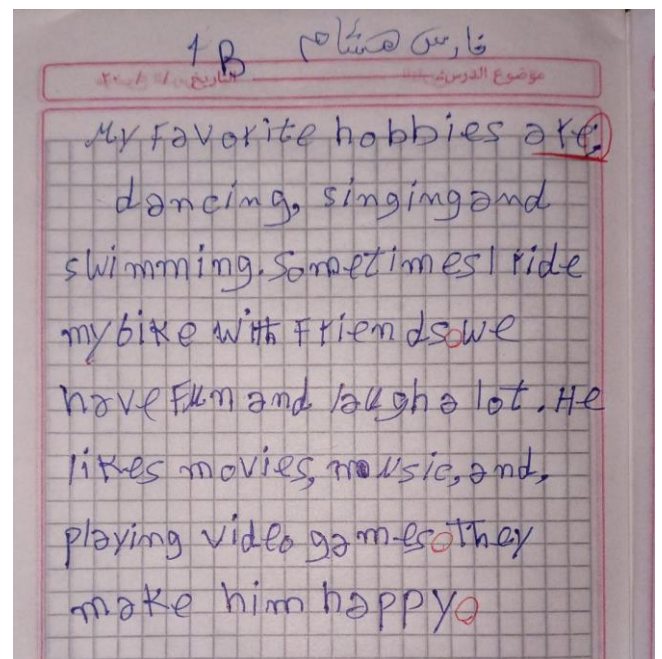 فارس هشام
1B
موضوع الدرس:
التاريخ / / ٢٠
My Favorite hobbies are,
dancing, singing and
swimming. Sometimes I ride
my bike with Friends we
have Fun and laugh a lot. He
likes movies, music, and,
playing video games They
make him happy